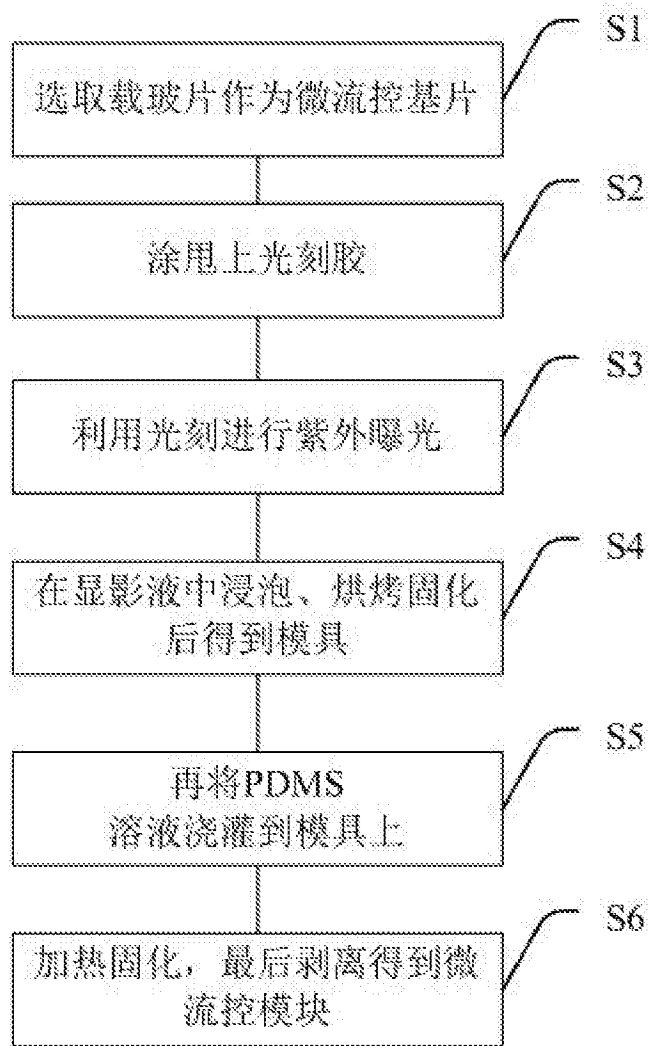 S1
选取载玻片作为微流控基片
S2
涂甩上光刻胶
S3
利用光刻进行紫外曝光
S4
在显影液中浸泡、烘烤固化
后得到模具
S5
再将PDMS
溶液浇灌到模具上
S6
加热固化，最后剥离得到微
流控模块